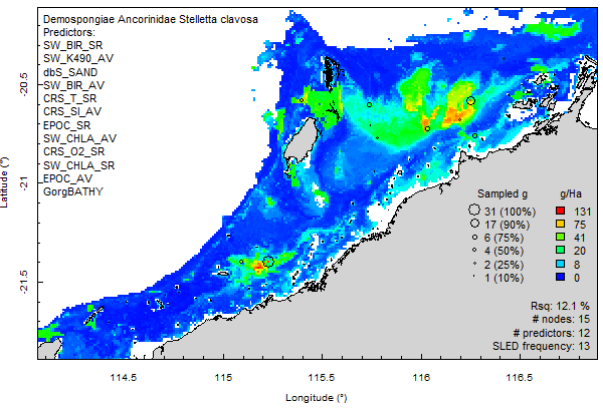 Demospongiae Ancorinidae Stelletta clavosa
Predictors:
SW_BIR_SR
SW_K490_AV
dbS_SAND
SW_BIR_AV
CRS_T_SR
CRS_SI_AV
EPOC_SR
SW_CHLA_AV
CRS_O2_SR
SW_CHLA_SR
EPOC_AV
GorgBATHY
-20.5
-21
-21.5
Latitude (°)
Sampled g g/Ha
31 (100%) 131
17 (90%) 75
6 (75%) 41
4 (50%) 20
2 (25%) 8
1 (10%) 0
Rsq: 12.1 %
# nodes: 15
# predictors: 12
SLED frequency: 13
114.5 115 115.5 116 116.5
Longitude (°)